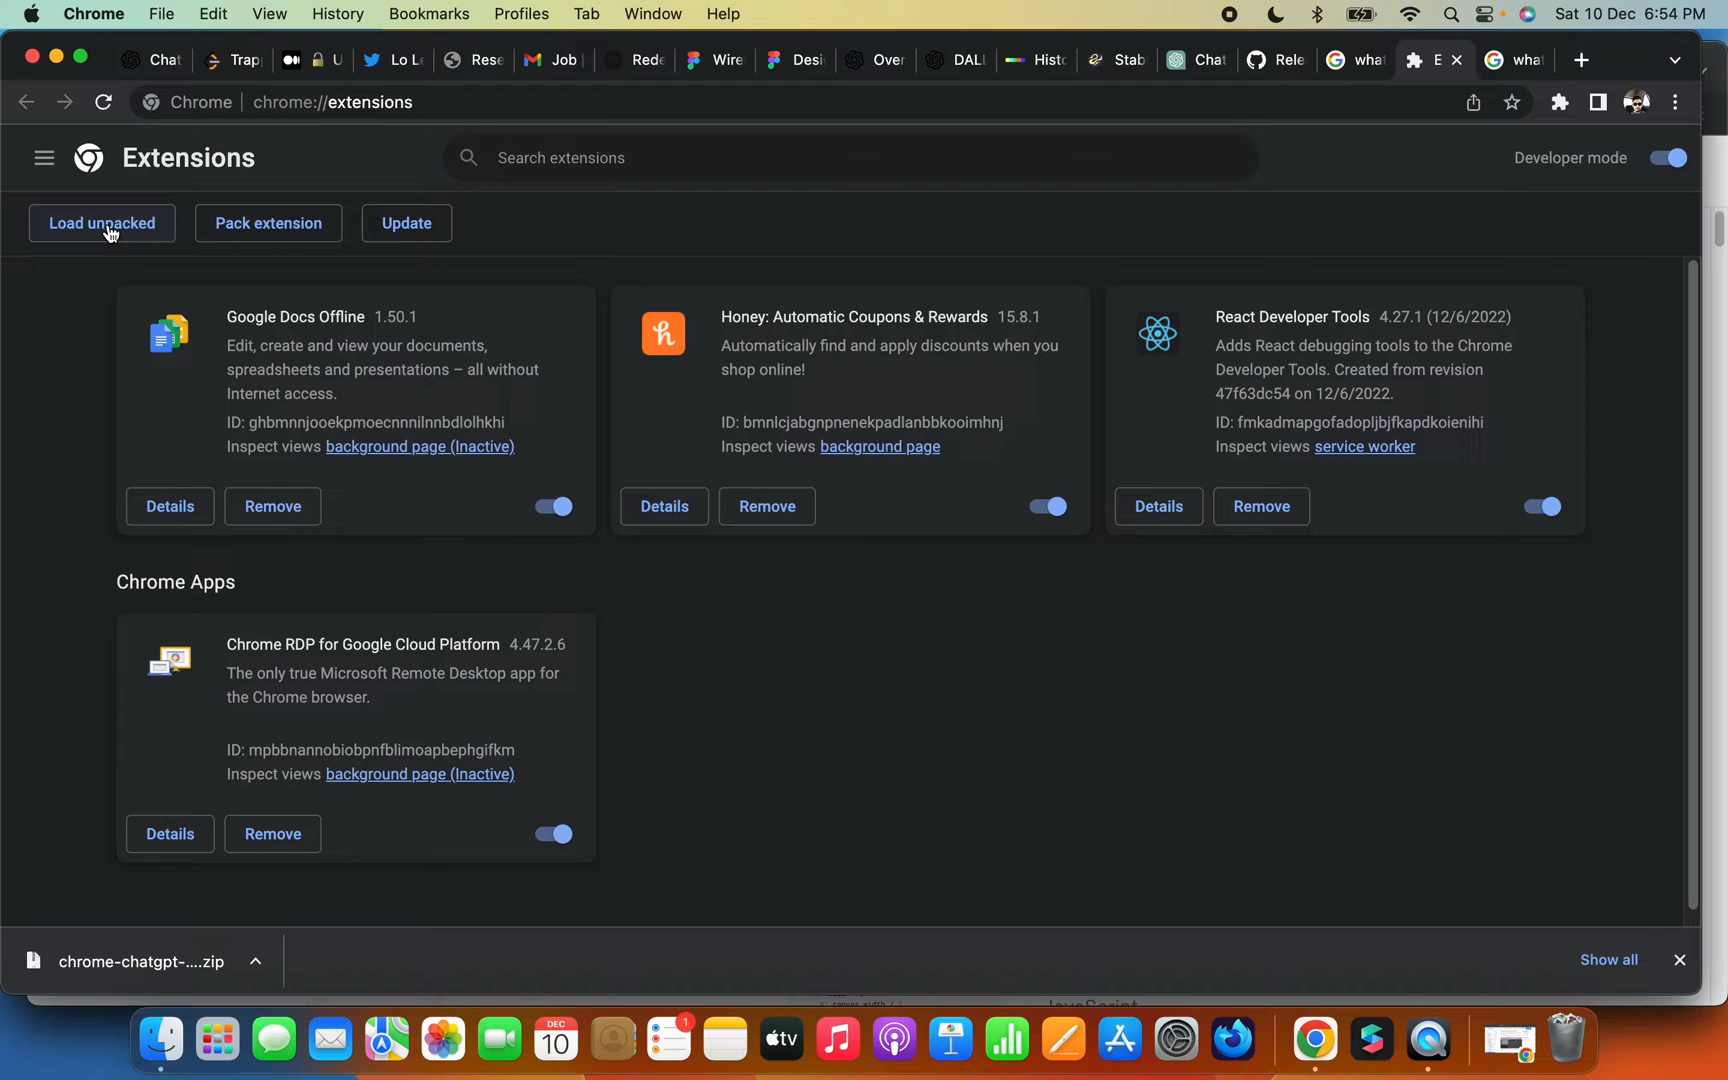 Chrome File Edit View History Bookmarks Profiles Tab Window Help Sat 10 Dec 6:54 PM
Chat Trap U Lo L Rese Job Rede Wire Desi Over DALL Histo Stab Chat Rele what E what
Chrome chrome://extensions
Extensions Search extensions Developer mode
Load unpacked Pack extension Update
Google Docs Offline 1.50.1
Edit, create and view your documents,
spreadsheets and presentations – all without
Internet access.
ID: ghbmnnjooekpmoecnnnilnnbdlolhkhi
Inspect views background page (Inactive)
Details Remove
Honey: Automatic Coupons & Rewards 15.8.1
Automatically find and apply discounts when you
shop online!
ID: bmnlcjabgnpnenekpadlanbbkooimhnj
Inspect views background page
Details Remove
React Developer Tools 4.27.1 (12/6/2022)
Adds React debugging tools to the Chrome
Developer Tools. Created from revision
47f63dc54 on 12/6/2022.
ID: fmkadmapgofadopljbjfkapdkoienihi
Inspect views service worker
Details Remove
Chrome Apps
Chrome RDP for Google Cloud Platform 4.47.2.6
The only true Microsoft Remote Desktop app for
the Chrome browser.
ID: mpbbnannobiobpnfblimoapbephgifkm
Inspect views background page (Inactive)
Details Remove
chrome-chatgpt-....zip Show all
DEC
10
1
tv